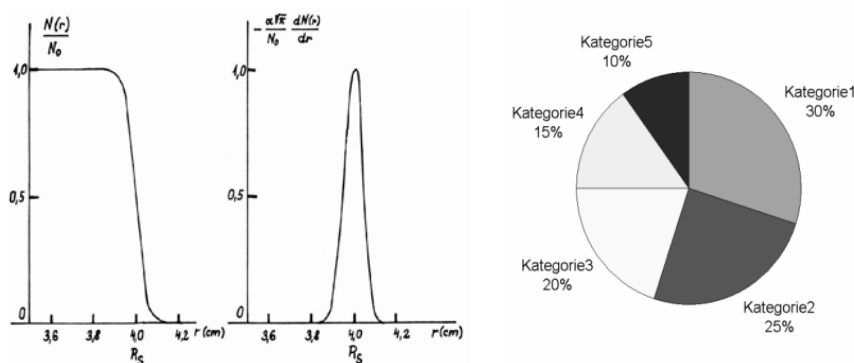 N(r)
N₀
1,0
0,5
0
3,6 3,8 4,0 4,2 r(cm)
R_S
- α√π dN(r)
N₀ dr
1,0
0,5
0
3,6 3,8 4,0 4,2 r(cm)
R_S
Kategorie5
10%
Kategorie1
30%
Kategorie4
15%
Kategorie3
20%
Kategorie2
25%